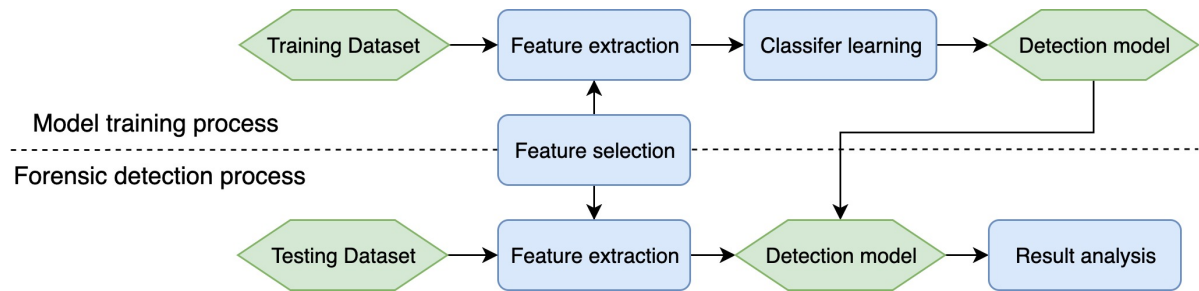 Training Dataset
Feature extraction
Classifer learning
Detection model
Model training process
Feature selection
Forensic detection process
Testing Dataset
Feature extraction
Detection model
Result analysis